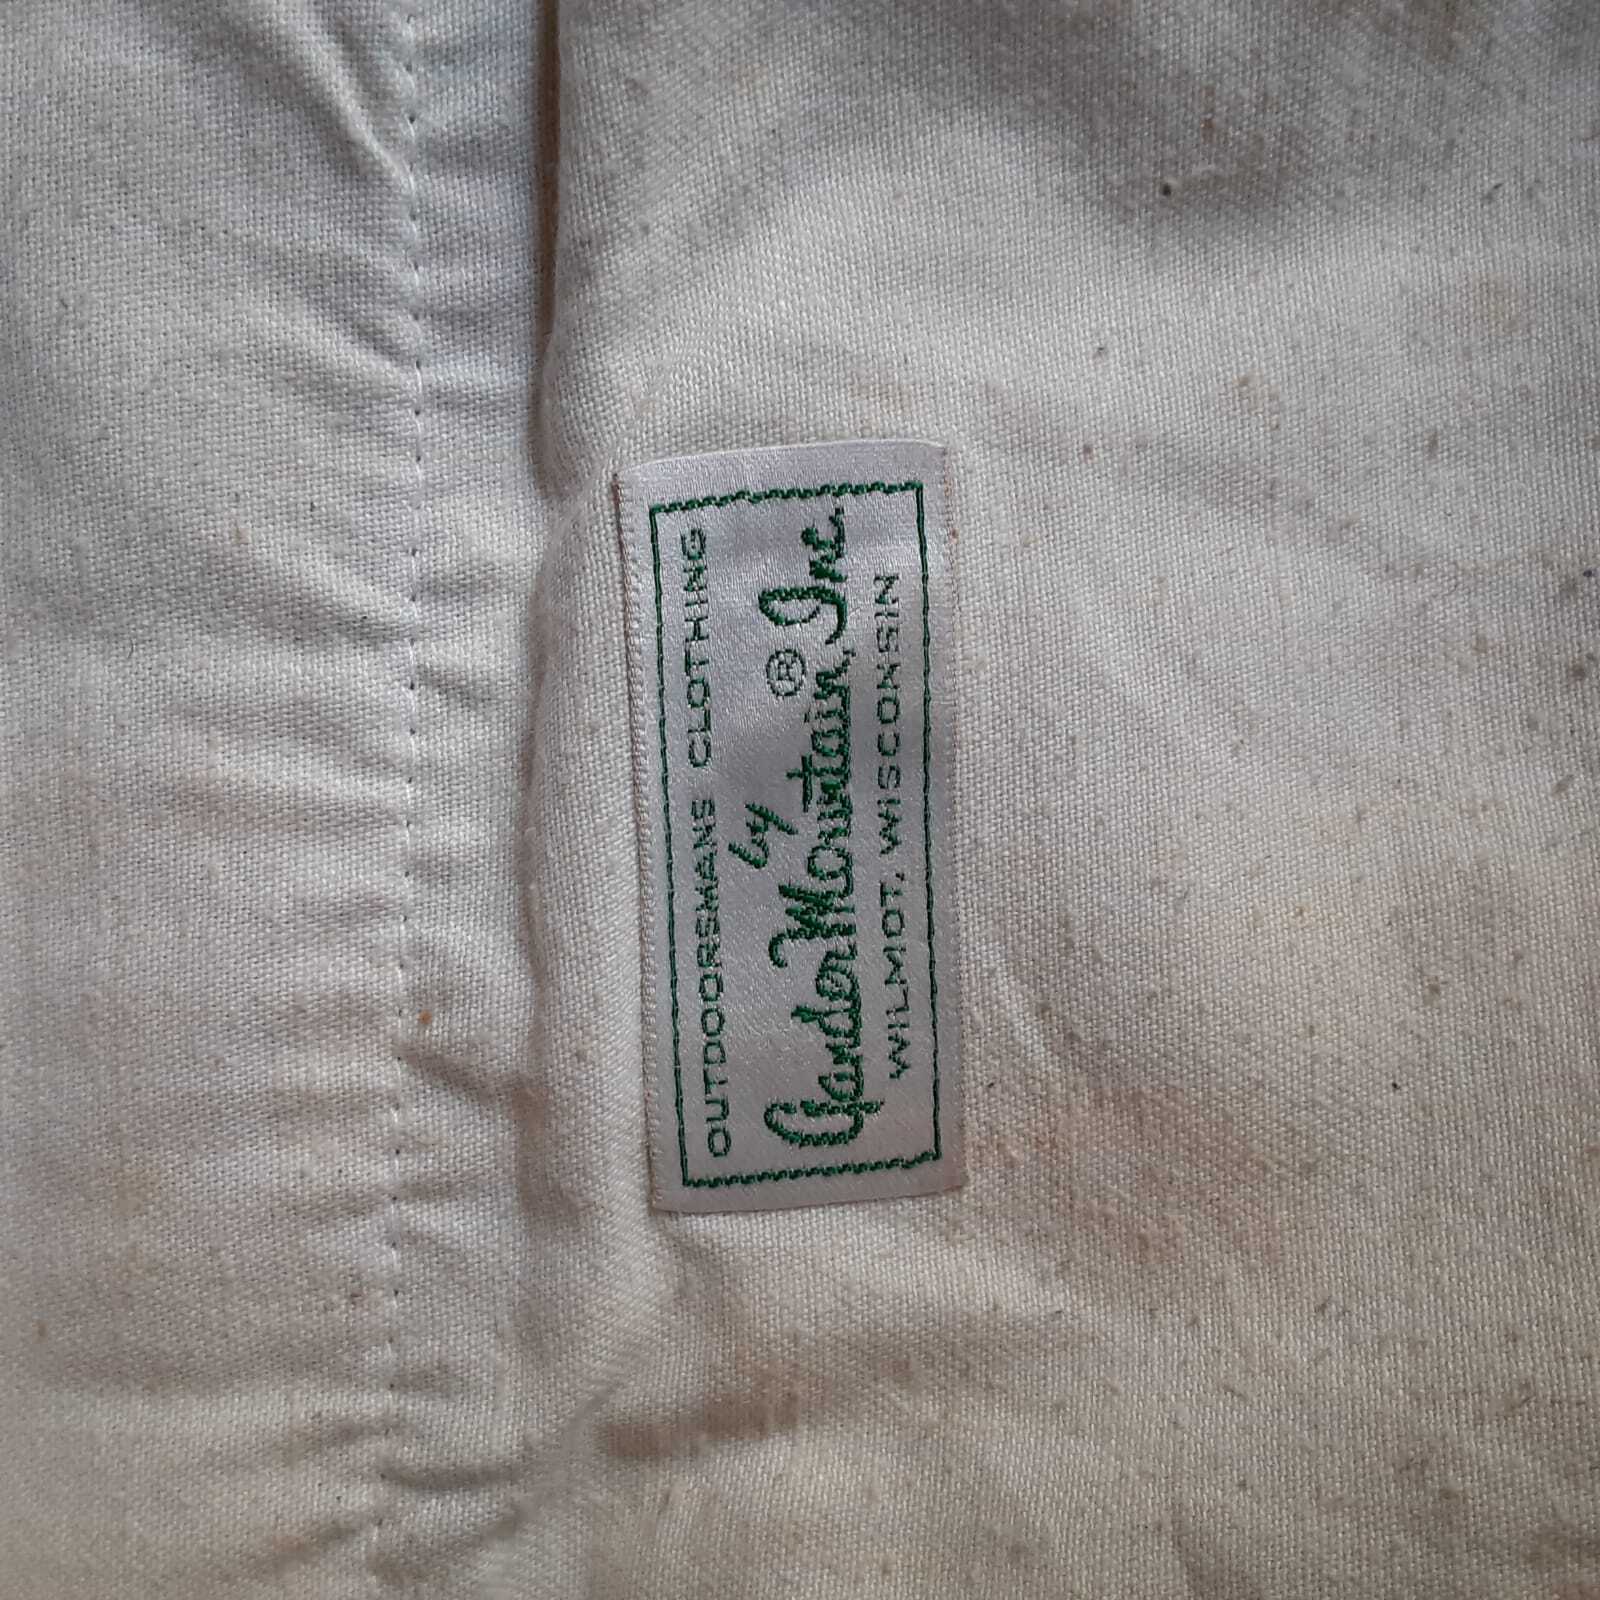 OUTDOORSMANS CLOTHING
by
Gander Mountain, Inc. ®
WILMOT, WISCONSIN